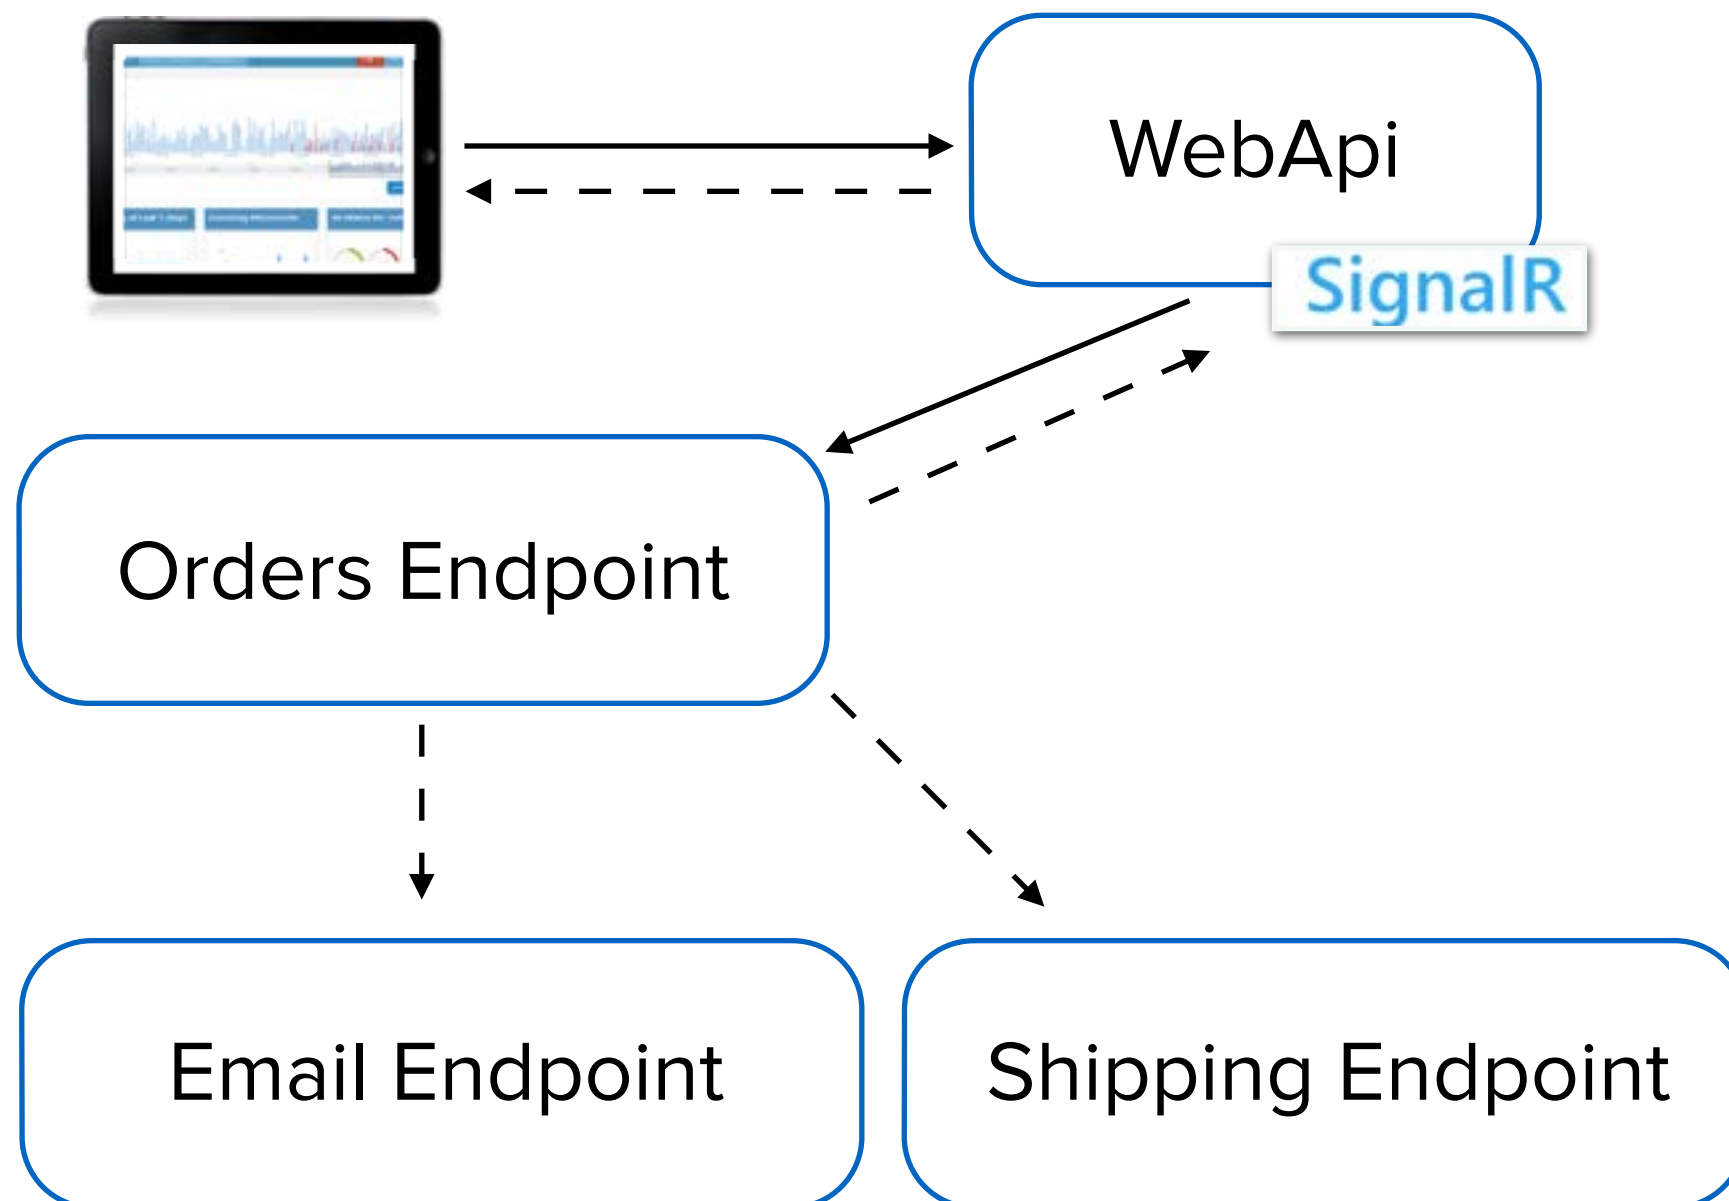 WebApi
SignalR
Orders Endpoint
Email Endpoint
Shipping Endpoint